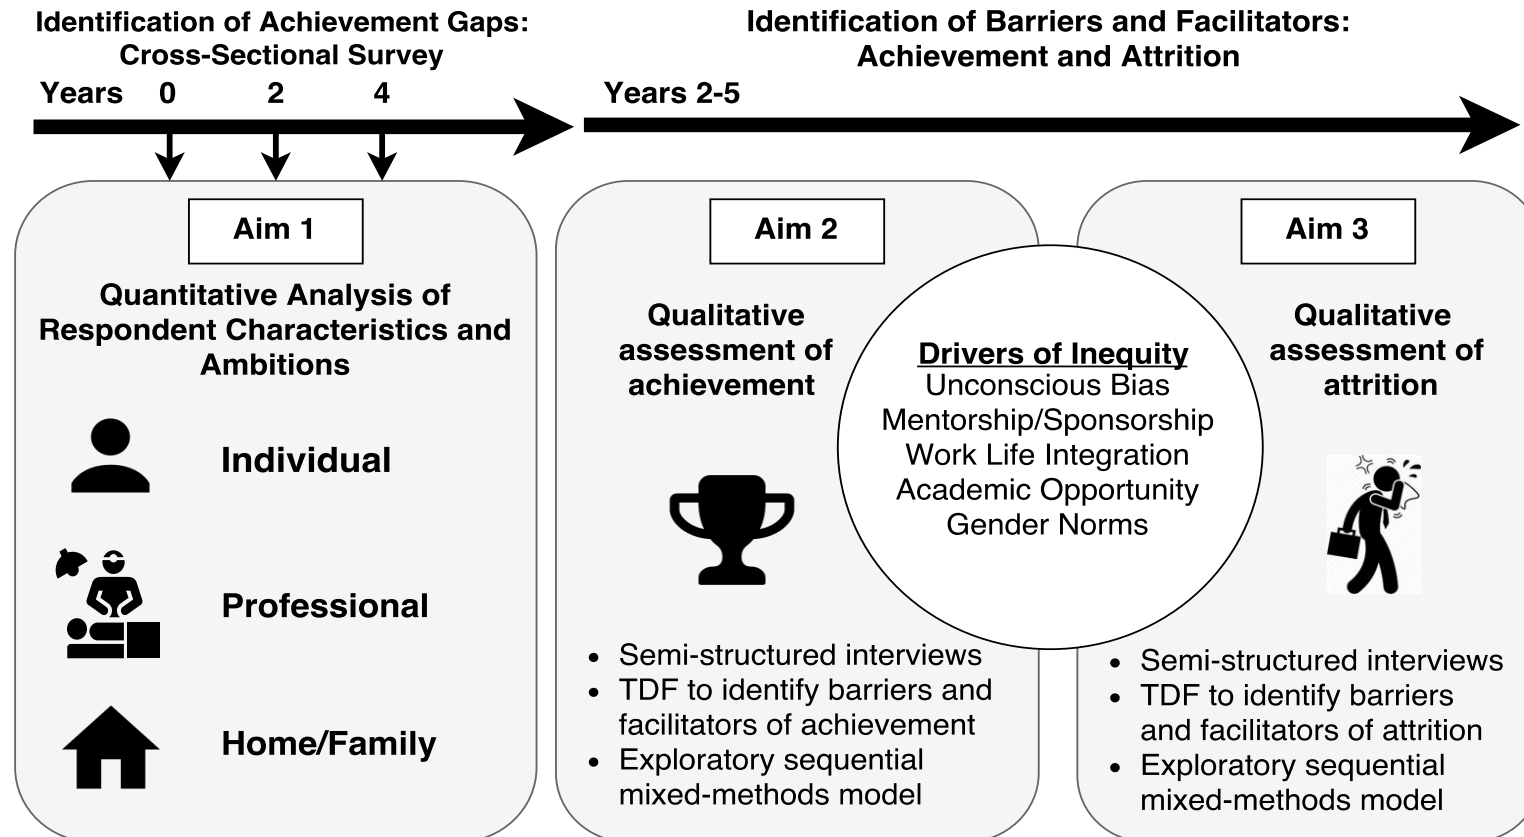 Identification of Achievement Gaps:
Cross-Sectional Survey
Years 0 2 4
Identification of Barriers and Facilitators:
Achievement and Attrition
Years 2-5
Aim 1
Quantitative Analysis of
Respondent Characteristics and
Ambitions
Individual
Professional
Home/Family
Aim 2
Qualitative
assessment of
achievement
• Semi-structured interviews
• TDF to identify barriers and
facilitators of achievement
• Exploratory sequential
mixed-methods model
Drivers of Inequity
Unconscious Bias
Mentorship/Sponsorship
Work Life Integration
Academic Opportunity
Gender Norms
Aim 3
Qualitative
assessment of
attrition
• Semi-structured interviews
• TDF to identify barriers
and facilitators of attrition
• Exploratory sequential
mixed-methods model